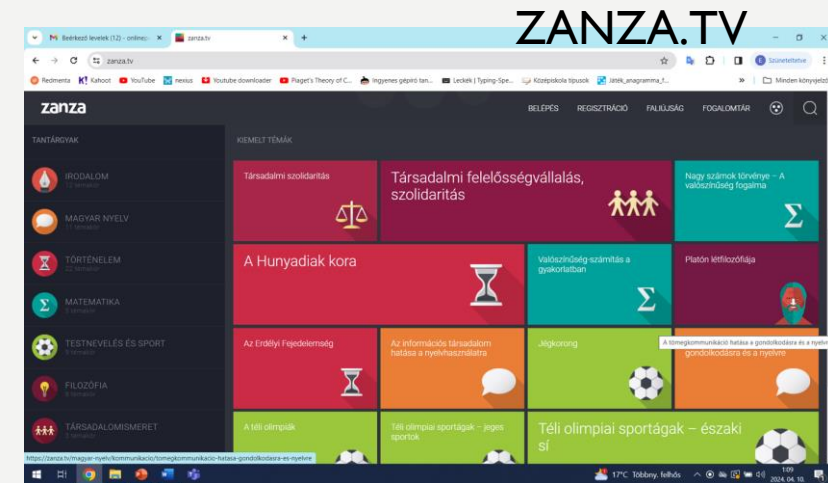 ZANZA.TV
Beérkező levelek (12) - onlinej
zanza.tv
zanza.tv
Szüneteltetve
Redmenta
Kahoot
YouTube
nexius
Youtube downloader
Piaget's Theory of C...
Ingyenes gépíró tan...
Leckék | Typing-Spe...
Középiskola típusok
Játék_anagramma_f...
Minden könyvjelző
zanza
BELÉPÉS REGISZTRÁCIÓ FALIÚJSÁG FOGALOMTÁR
TANTÁRGYAK
KIEMELT TÉMÁK
IRODALOM
MAGYAR NYELV
TÖRTÉNELEM
MATEMATIKA
TESTNEVELÉS ÉS SPORT
FILOZÓFIA
TÁRSADALOMISMERET
Társadalmi szolidaritás
Társadalmi felelősségvállalás,
szolidaritás
Nagy számok törvénye – A
valószínűség fogalma
Σ
A Hunyadiak kora
Valószínűség-számítás a
gyakorlatban
Σ
Platón létfilozófiája
Az Erdélyi Fejedelemség
Az információs társadalom
hatása a nyelvhasználatra
Jégkorong
A tömegkommunikáció hatása a gondolkodásra és a nyelvre
gondolkodásra és a nyelvre
A téli olimpiák
Téli olimpiai sportágak – jeges
sportok
Téli olimpiai sportágak – északi
sí
https://zanza.tv/magyar-nyelv/kommunikacio/tomegkommunikacio-hatasa-gondolkodasra-es-nyelvre
17°C Többny. felhős
1:09
2024. 04. 10.